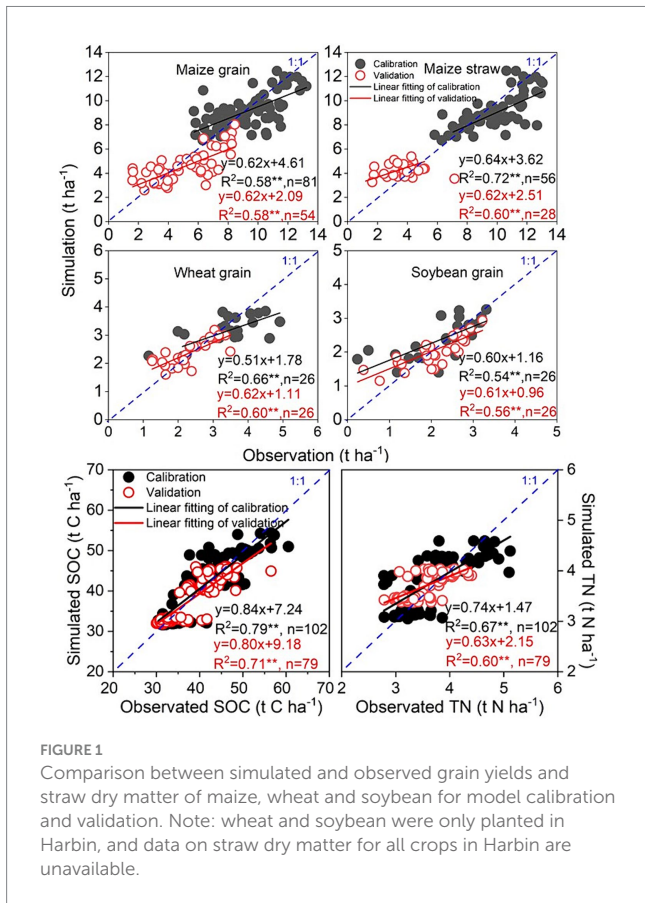 14
12
10
8
6
4
2
0
Maize grain
1:1
y=0.62x+4.61
R²=0.58**,n=81
y=0.62x+2.09
R²=0.58**,n=54
0 2 4 6 8 10 12 14
14
12
10
8
6
4
2
0
Maize straw
1:1
Calibration
Validation
Linear fitting of calibration
Linear fitting of validation
y=0.64x+3.62
R²=0.72**,n=56
y=0.62x+2.51
R²=0.60**,n=28
0 2 4 6 8 10 12 14
Simulation (t ha⁻¹)
6
5
4
3
2
1
0
Wheat grain
1:1
y=0.51x+1.78
R²=0.66**,n=26
y=0.62x+1.11
R²=0.60**,n=26
0 1 2 3 4 5 6
5
4
3
2
1
0
Soybean grain
1:1
y=0.60x+1.16
R²=0.54**,n=26
y=0.61x+0.96
R²=0.56**,n=26
0 1 2 3 4 5
Observation (t ha⁻¹)
70
60
50
40
30
20
Simulated SOC (t C ha⁻¹)
Calibration
Validation
Linear fitting of calibration
Linear fitting of validation
1:1
y=0.84x+7.24
R²=0.79**, n=102
y=0.80x+9.18
R²=0.71**, n=79
20 30 40 50 60 70
Observated SOC (t C ha⁻¹)
1:1
y=0.74x+1.47
R²=0.67**, n=102
y=0.63x+2.15
R²=0.60**, n=79
6
5
4
3
2
Simulated TN (t N ha⁻¹)
2 3 4 5 6
Observated TN (t N ha⁻¹)
FIGURE 1
Comparison between simulated and observed grain yields and
straw dry matter of maize, wheat and soybean for model calibration
and validation. Note: wheat and soybean were only planted in
Harbin, and data on straw dry matter for all crops in Harbin are
unavailable.